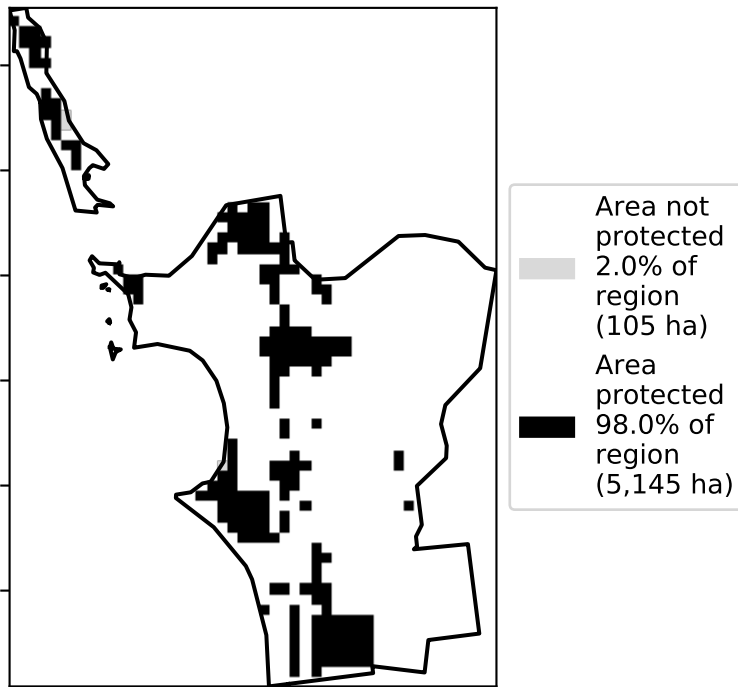 Area not
protected
2.0% of
region
(105 ha)
Area
protected
98.0% of
region
(5,145 ha)